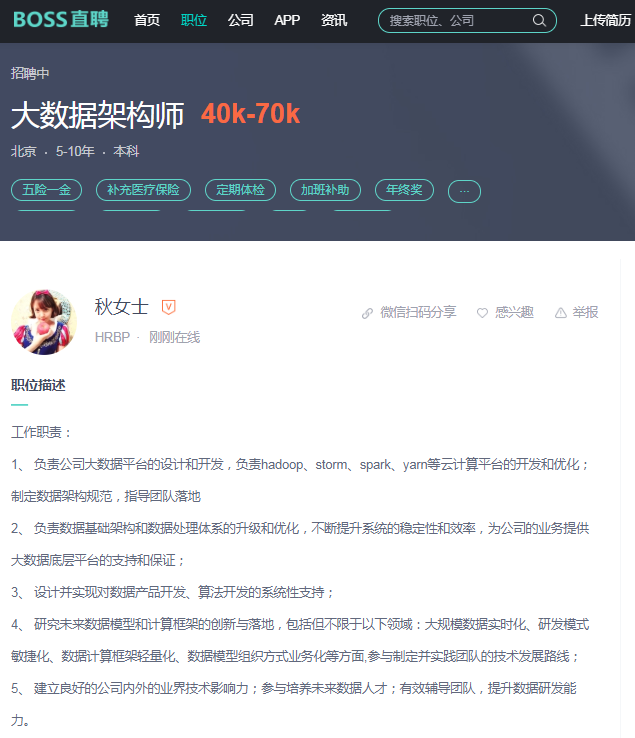 BOSS直聘 首页 职位 公司 APP 资讯 搜索职位、公司 上传简历
招聘中
大数据架构师 40k-70k
北京 · 5-10年 · 本科
五险一金 补充医疗保险 定期体检 加班补助 年终奖 ...
秋女士
微信扫码分享 感兴趣 举报
HRBP · 刚刚在线
职位描述
工作职责：
1、 负责公司大数据平台的设计和开发，负责hadoop、storm、spark、yarn等云计算平台的开发和优化；
制定数据架构规范，指导团队落地
2、 负责数据基础架构和数据处理体系的升级和优化，不断提升系统的稳定性和效率，为公司的业务提供
大数据底层平台的支持和保证；
3、 设计并实现对数据产品开发、算法开发的系统性支持；
4、 研究未来数据模型和计算框架的创新与落地，包括但不限于以下领域：大规模数据实时化、研发模式
敏捷化、数据计算框架轻量化、数据模型组织方式业务化等方面,参与制定并实践团队的技术发展路线；
5、 建立良好的公司内外的业界技术影响力；参与培养未来数据人才；有效辅导团队，提升数据研发能
力。